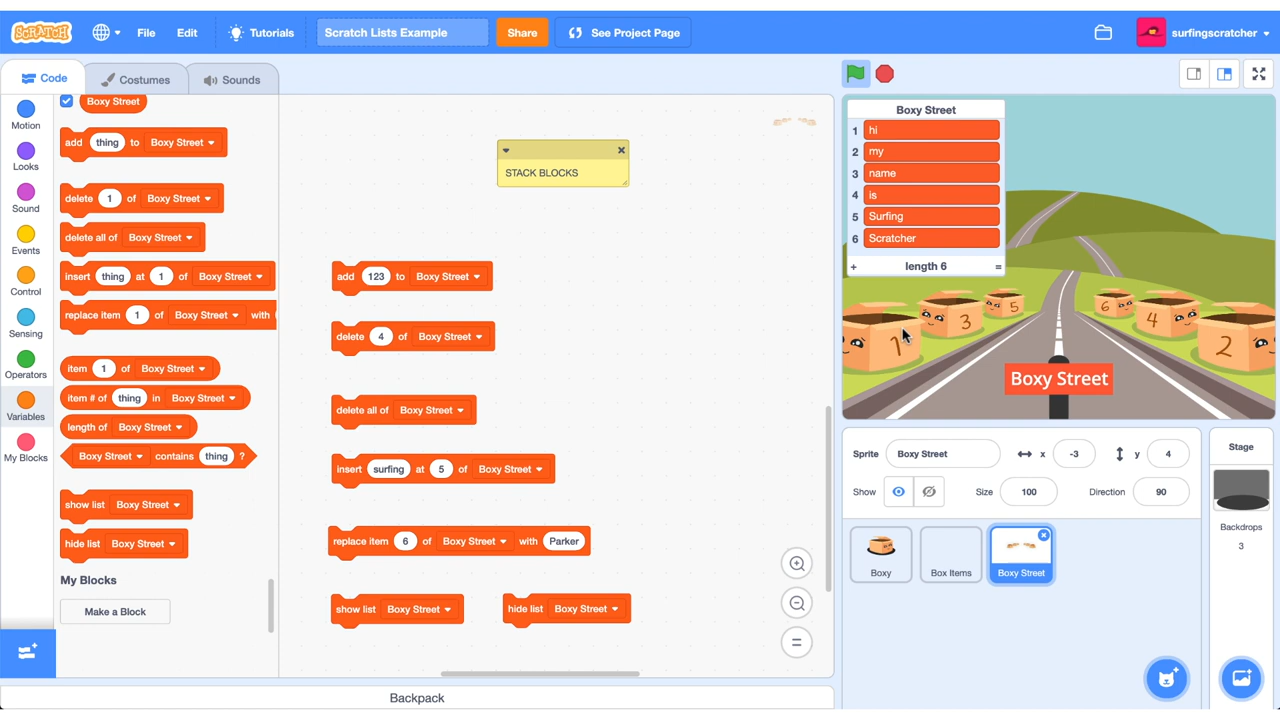 SCRATCH File Edit Tutorials Scratch Lists Example Share See Project Page surfingscratcher
Code Costumes Sounds
Motion
Looks
Sound
Events
Control
Sensing
Operators
Variables
My Blocks
Boxy Street
add thing to Boxy Street
delete 1 of Boxy Street
delete all of Boxy Street
insert thing at 1 of Boxy Street
replace item 1 of Boxy Street with
item 1 of Boxy Street
item # of thing in Boxy Street
length of Boxy Street
Boxy Street contains thing ?
show list Boxy Street
hide list Boxy Street
My Blocks
Make a Block
STACK BLOCKS
add 123 to Boxy Street
delete 4 of Boxy Street
delete all of Boxy Street
insert surfing at 5 of Boxy Street
replace item 6 of Boxy Street with Parker
show list Boxy Street
hide list Boxy Street
Backpack
Boxy Street
1 hi
2 my
3 name
4 is
5 Surfing
6 Scratcher
+ length 6 =
1 3 5 6 4 2
Boxy Street
Sprite Boxy Street x -3 y 4
Show Size 100 Direction 90
Boxy
Box Items
Boxy Street
Stage
Backdrops
3